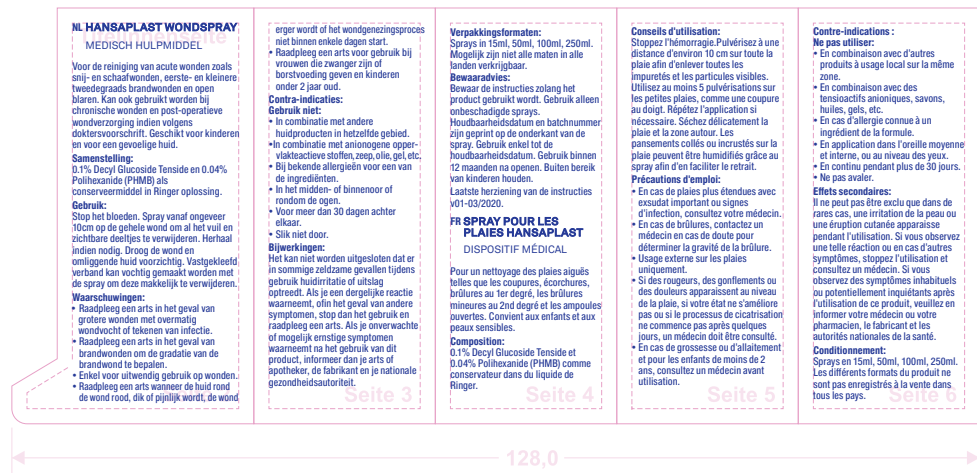 NL HANSAPLAST WONDSPRAY
MEDISCH HULPMIDDEL
Voor de reiniging van acute wonden zoals
snij- en schaafwonden, eerste- en kleinere
tweedegraads brandwonden en open
blaren. Kan ook gebruikt worden bij
chronische wonden en post-operatieve
wondverzorging indien volgens
doktersvoorschrift. Geschikt voor kinderen
en voor een gevoelige huid.
Samenstelling:
0.1% Decyl Glucoside Tenside en 0.04%
Polihexanide (PHMB) als
conserveermiddel in Ringer oplossing.
Gebruik:
Stop het bloeden. Spray vanaf ongeveer
10cm op de gehele wond om al het vuil en
zichtbare deeltjes te verwijderen. Herhaal
indien nodig. Droog de wond en
omliggende huid voorzichtig. Vastgekleefd
verband kan vochtig gemaakt worden met
de spray om deze makkelijk te verwijderen.
Waarschuwingen:
• Raadpleeg een arts in het geval van
grotere wonden met overmatig
wondvocht of tekenen van infectie.
• Raadpleeg een arts in het geval van
brandwonden om de gradatie van de
brandwond te bepalen.
• Enkel voor uitwendig gebruik op wonden.
• Raadpleeg een arts wanneer de huid rond
de wond rood, dik of pijnlijk wordt, de wond
erger wordt of het wondgenezingsproces
niet binnen enkele dagen start.
• Raadpleeg een arts voor gebruik bij
vrouwen die zwanger zijn of
borstvoeding geven en kinderen
onder 2 jaar oud.
Contra-indicaties:
Gebruik niet:
• In combinatie met andere
huidproducten in hetzelfde gebied.
•In combinatie met anionogene opper-
vlakteactieve stoffen, zeep, olie, gel, etc.
• Bij bekende allergieën voor een van
de ingrediënten.
• In het midden- of binnenoor of
rondom de ogen.
• Voor meer dan 30 dagen achter
elkaar.
• Slik niet door.
Bijwerkingen:
Het kan niet worden uitgesloten dat er
in sommige zeldzame gevallen tijdens
gebruik huidirritatie of uitslag
optreedt. Als je een dergelijke reactie
waarneemt, ofin het geval van andere
symptomen, stop dan het gebruik en
raadpleeg een arts. Als je onverwachte
of mogelijk ernstige symptomen
waarneemt na het gebruik van dit
product, informeer dan je arts of
apotheker, de fabrikant en je nationale
gezondheidsautoriteit.
Seite 3
Verpakkingsformaten:
Sprays in 15ml, 50ml, 100ml, 250ml.
Mogelijk zijn niet alle maten in alle
landen verkrijgbaar.
Bewaaradvies:
Bewaar de instructies zolang het
product gebruikt wordt. Gebruik alleen
onbeschadigde sprays.
Houdbaarheidsdatum en batchnummer
zijn geprint op de onderkant van de
spray. Gebruik enkel tot de
houdbaarheidsdatum. Gebruik binnen
12 maanden na openen. Buiten bereik
van kinderen houden.
Laatste herziening van de instructies
v01-03/2020.
FR SPRAY POUR LES
PLAIES HANSAPLAST
DISPOSITIF MÉDICAL
Pour un nettoyage des plaies aiguës
telles que les coupures, écorchures,
brûlures au 1er degré, les brûlures
mineures au 2nd degré et les ampoules
ouvertes. Convient aux enfants et aux
peaux sensibles.
Composition:
0.1% Decyl Glucoside Tenside et
0.04% Polihexanide (PHMB) comme
conservateur dans du liquide de
Ringer.
Seite 4
Conseils d'utilisation:
Stoppez l'hémorragie.Pulvérisez à une
distance d'environ 10 cm sur toute la
plaie afin d'enlever toutes les
impuretés et les particules visibles.
Utilisez au moins 5 pulvérisations sur
les petites plaies, comme une coupure
au doigt. Répétez l'application si
nécessaire. Séchez délicatement la
plaie et la zone autour. Les
pansements collés ou incrustés sur la
plaie peuvent être humidifiés grâce au
spray afin d'en faciliter le retrait.
Précautions d'emploi:
• En cas de plaies plus étendues avec
exsudat important ou signes
d'infection, consultez votre médecin.
• En cas de brûlures, contactez un
médecin en cas de doute pour
déterminer la gravité de la brûlure.
• Usage externe sur les plaies
uniquement.
• Si des rougeurs, des gonflements ou
des douleurs apparaissent au niveau
de la plaie, si votre état ne s'améliore
pas ou si le processus de cicatrisation
ne commence pas après quelques
jours, un médecin doit être consulté.
• En cas de grossesse ou d'allaitement
et pour les enfants de moins de 2
ans, consultez un médecin avant
utilisation.
Seite 5
Contre-indications :
Ne pas utiliser:
• En combinaison avec d'autres
produits à usage local sur la même
zone.
• En combinaison avec des
tensioactifs anioniques, savons,
huiles, gels, etc.
• En cas d'allergie connue à un
ingrédient de la formule.
• En application dans l'oreille moyenne
et interne, ou au niveau des yeux.
• En continu pendant plus de 30 jours.
• Ne pas avaler.
Effets secondaires:
Il ne peut pas être exclu que dans de
rares cas, une irritation de la peau ou
une éruption cutanée apparaisse
pendant l'utilisation. Si vous observez
une telle réaction ou en cas d'autres
symptômes, stoppez l'utilisation et
consultez un médecin. Si vous
observez des symptômes inhabituels
ou potentiellement inquiétants après
l'utilisation de ce produit, veuillez en
informer votre médecin ou votre
pharmacien, le fabricant et les
autorités nationales de la santé.
Conditionnement:
Sprays en 15ml, 50ml, 100ml, 250ml.
Les différents formats du produit ne
sont pas enregistrés à la vente dans
tous les pays.
Seite 6
128,0